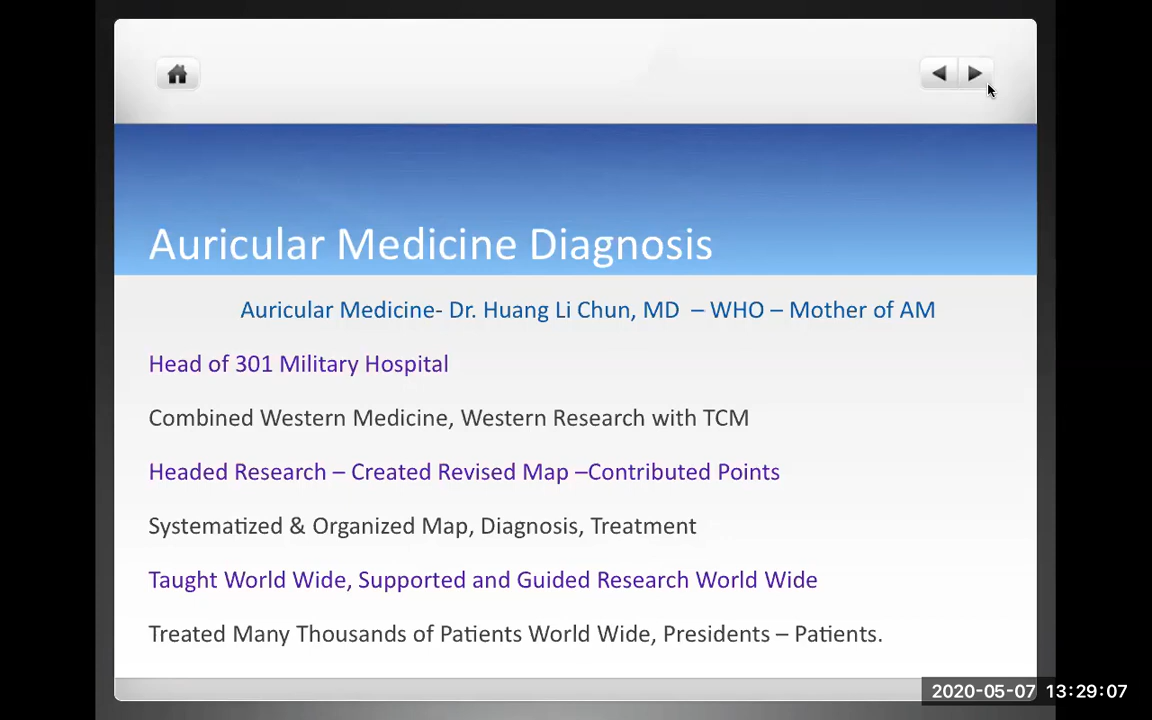 Auricular Medicine Diagnosis
Auricular Medicine- Dr. Huang Li Chun, MD – WHO – Mother of AM
Head of 301 Military Hospital
Combined Western Medicine, Western Research with TCM
Headed Research – Created Revised Map –Contributed Points
Systematized & Organized Map, Diagnosis, Treatment
Taught World Wide, Supported and Guided Research World Wide
Treated Many Thousands of Patients World Wide, Presidents – Patients.
2020-05-07 13:29:07